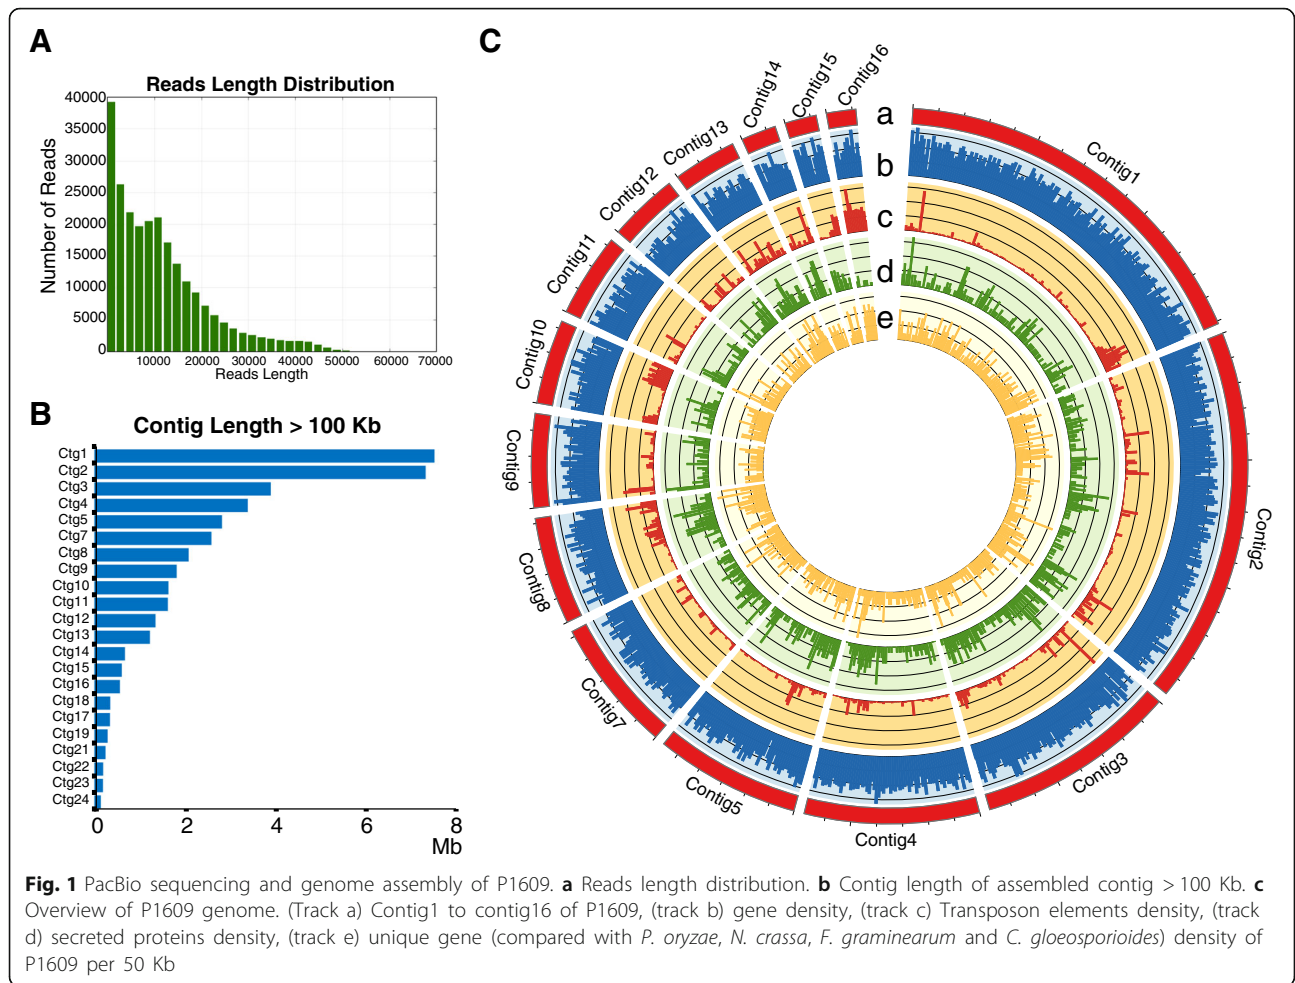 A
Reads Length Distribution
Number of Reads
40000
35000
30000
25000
20000
15000
10000
5000
0
10000 20000 30000 40000 50000 60000 70000
Reads Length
B
Contig Length > 100 Kb
Ctg1
Ctg2
Ctg3
Ctg4
Ctg5
Ctg7
Ctg8
Ctg9
Ctg10
Ctg11
Ctg12
Ctg13
Ctg14
Ctg15
Ctg16
Ctg18
Ctg17
Ctg19
Ctg21
Ctg22
Ctg23
Ctg24
0 2 4 6 8
Mb
C
a
b
c
d
e
Contig1
Contig2
Contig3
Contig4
Contig5
Contig7
Contig8
Contig9
Contig10
Contig11
Contig12
Contig13
Contig14
Contig15
Contig16
Fig. 1 PacBio sequencing and genome assembly of P1609. a Reads length distribution. b Contig length of assembled contig > 100 Kb. c
Overview of P1609 genome. (Track a) Contig1 to contig16 of P1609, (track b) gene density, (track c) Transposon elements density, (track
d) secreted proteins density, (track e) unique gene (compared with P. oryzae, N. crassa, F. graminearum and C. gloeosporioides) density of
P1609 per 50 Kb